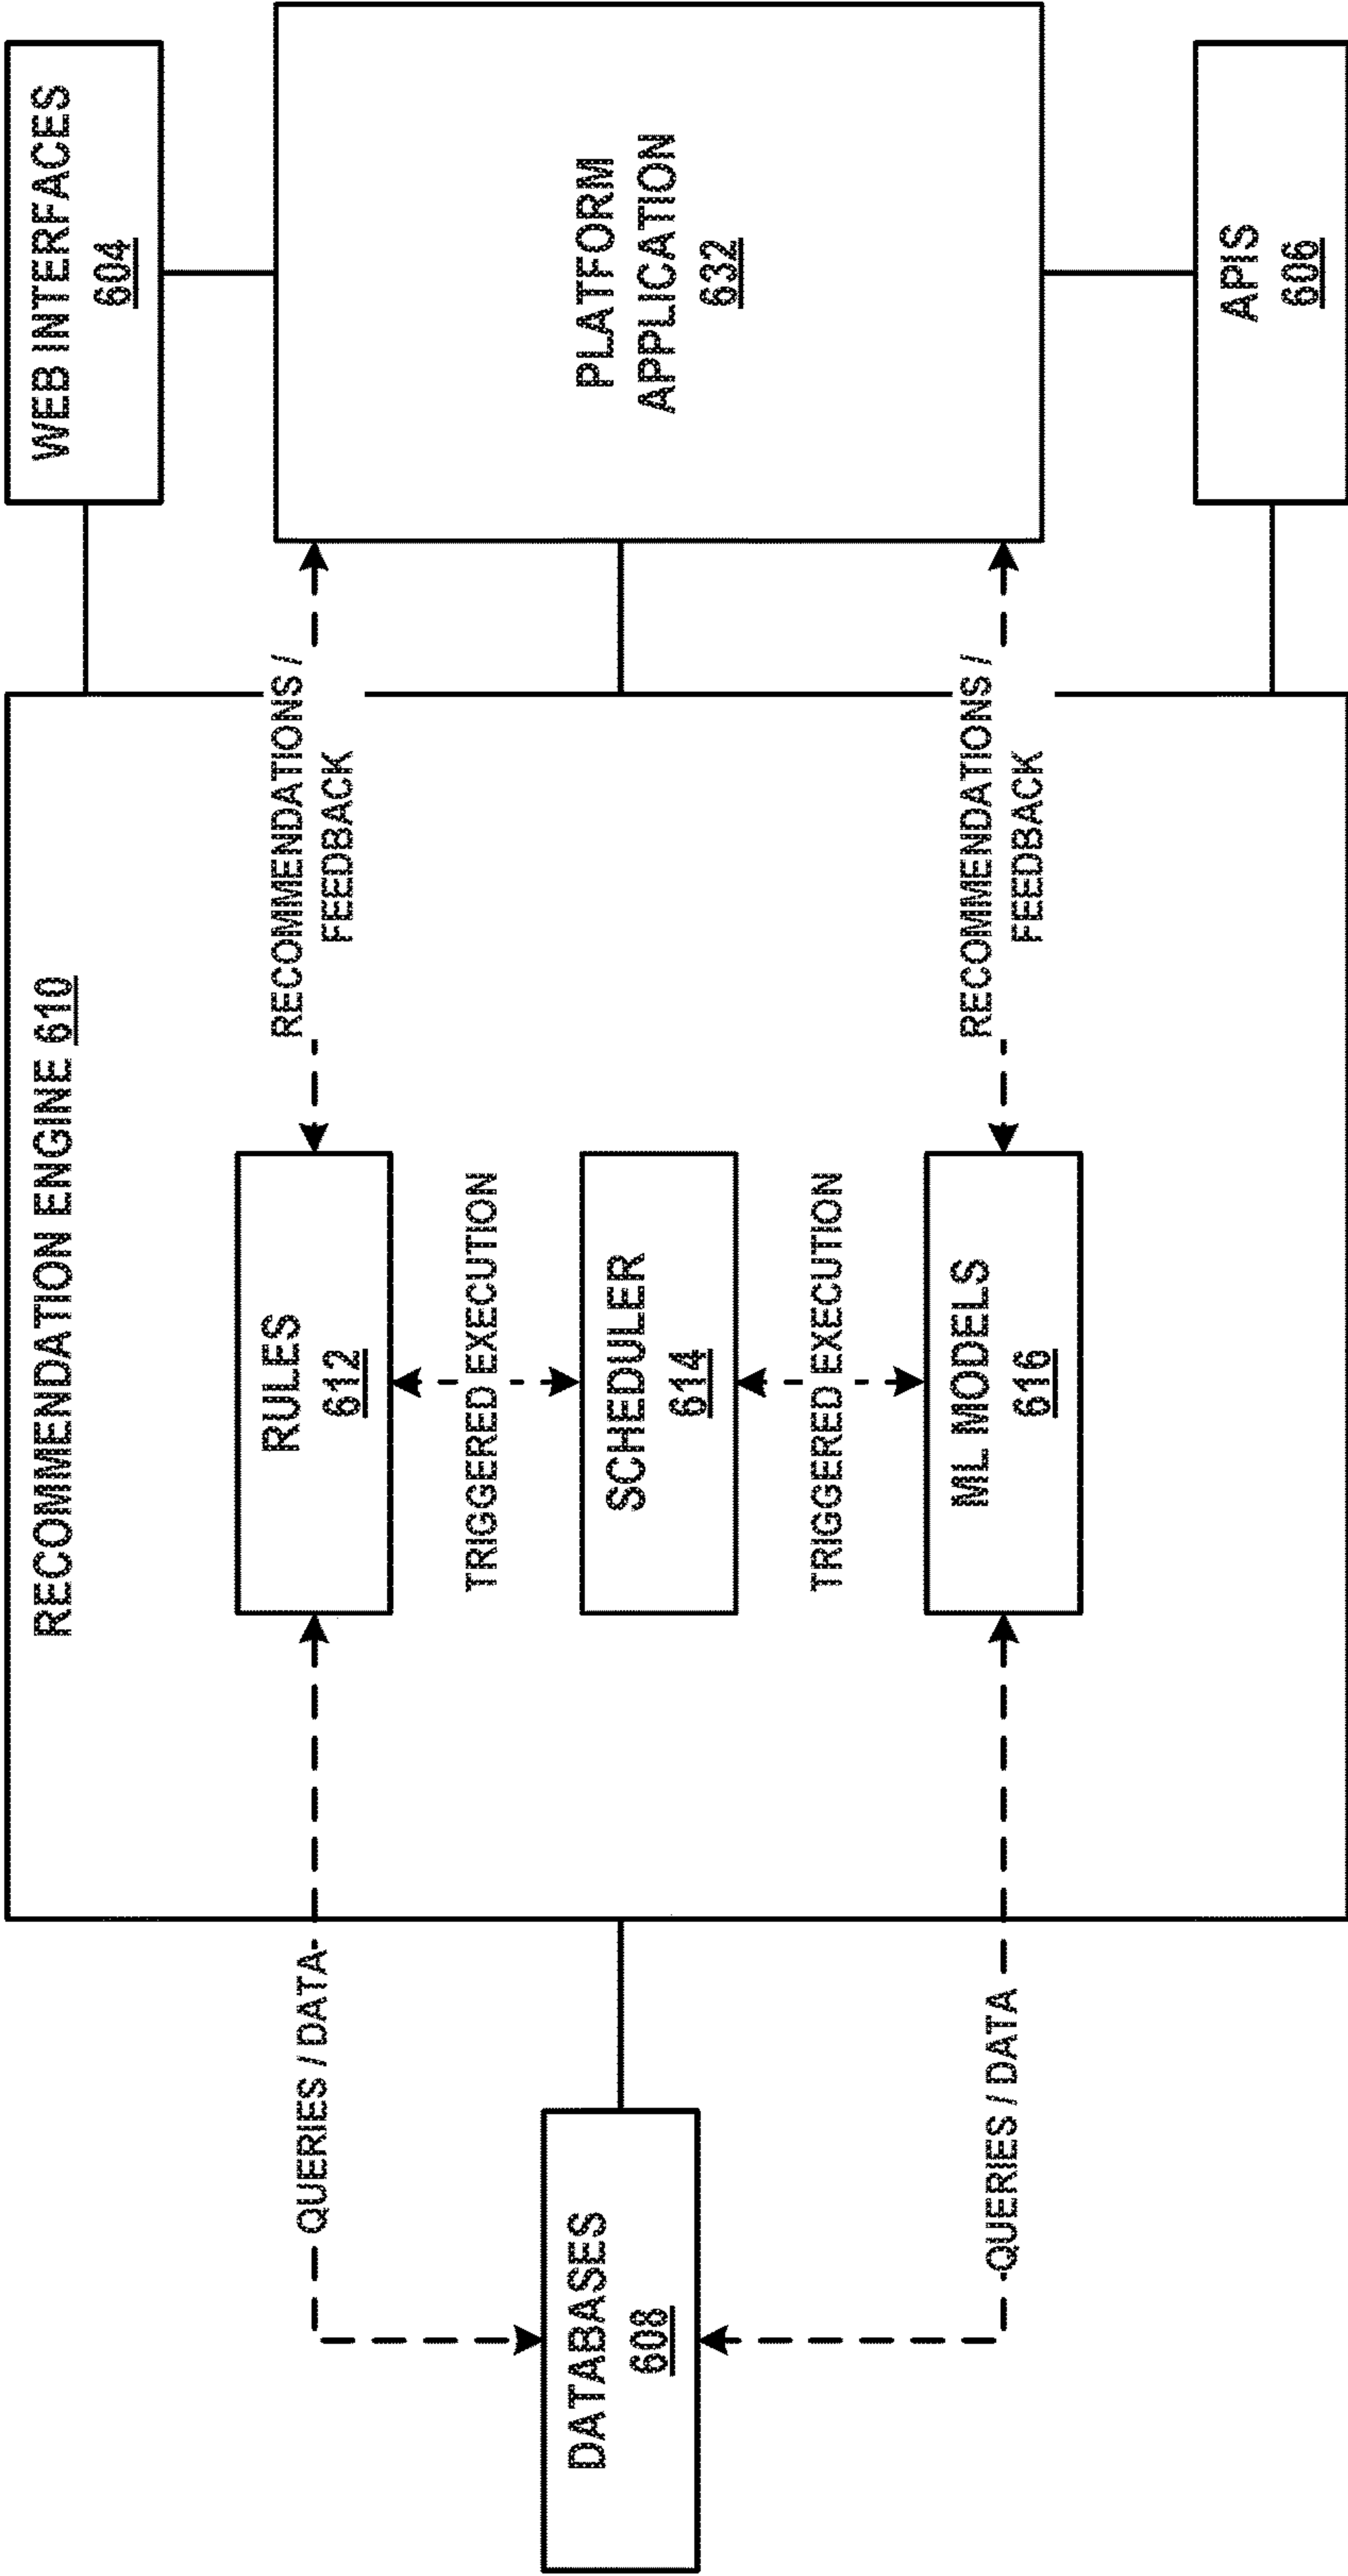 RECOMMENDATION ENGINE 610
WEB INTERFACES
604
QUERIES / DATA
RULES
612
RECOMMENDATIONS /
FEEDBACK
TRIGGERED EXECUTION
DATABASES
608
SCHEDULER
614
PLATFORM
APPLICATION
632
TRIGGERED EXECUTION
QUERIES / DATA
ML MODELS
616
RECOMMENDATIONS /
FEEDBACK
APIS
606